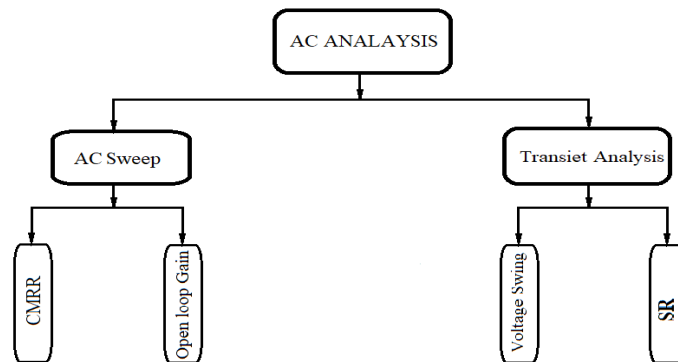 AC ANALAYSIS
AC Sweep
Transiet Analysis
CMRR
Open loop Gain
Voltage Swing
SR